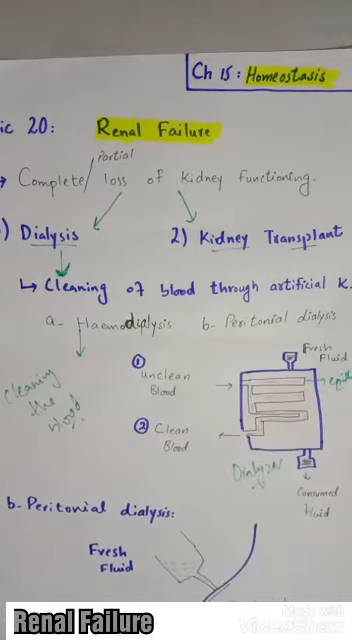 Ch 15: Homeostasis
ic 20: Renal Failure
Partial
Complete/ loss of kidney functioning.
) Dialysis 2) Kidney Transplant
Cleaning of blood through artificial K.
a- Haemodialysis b- Peritonial dialysis
Cleaning the blood
① Unclean Blood
② Clean Blood
Fresh Fluid
epith
Dialyzer
Consumed Fluid
b- Peritonial dialysis:
Fresh Fluid
Made with
VideoShow
Renal Failure